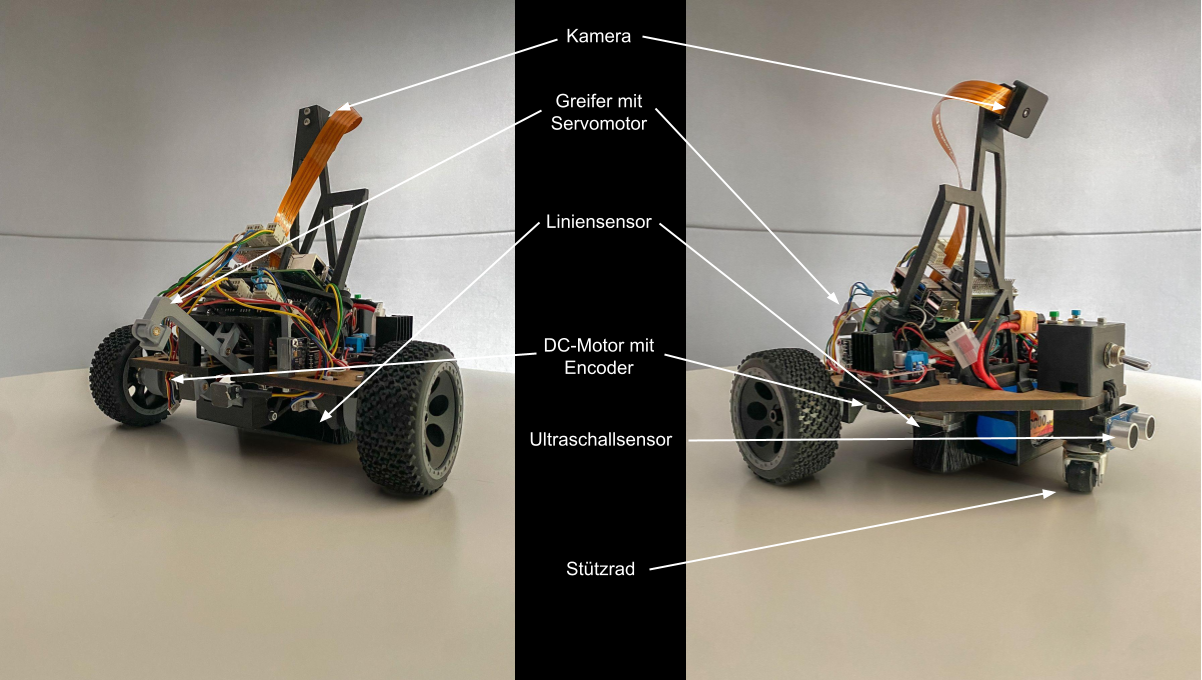 Kamera
Greifer mit
Servomotor
Liniensensor
DC-Motor mit
Encoder
Ultraschallsensor
Stützrad